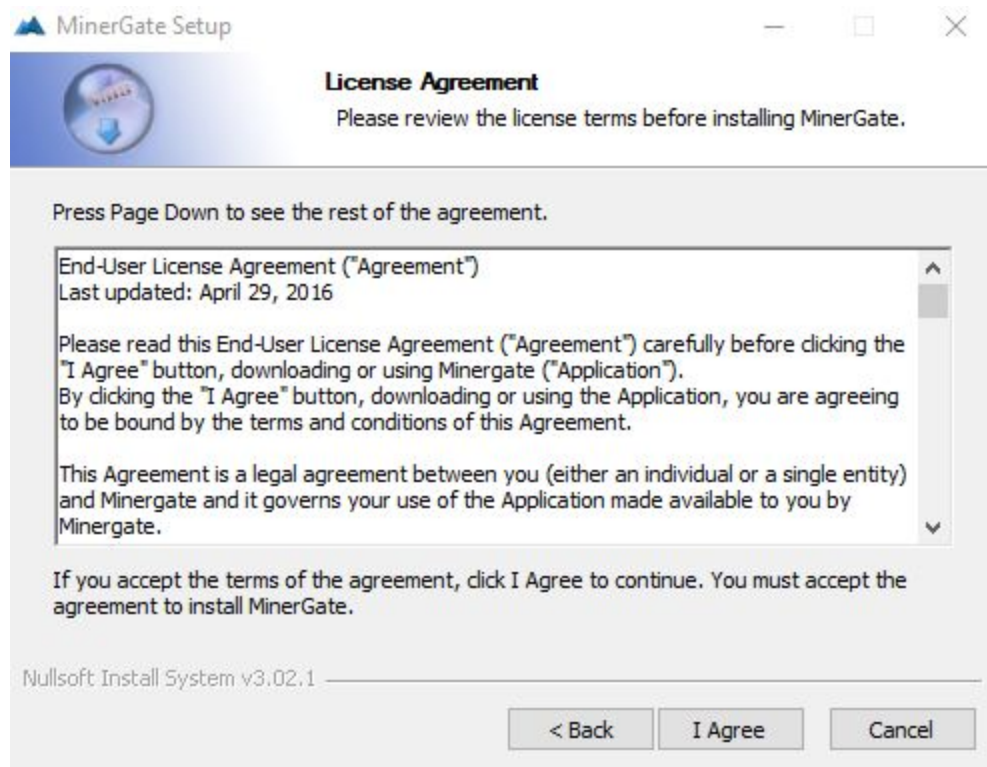 MinerGate Setup
License Agreement
Please review the license terms before installing MinerGate.
Press Page Down to see the rest of the agreement.
End-User License Agreement ("Agreement")
Last updated: April 29, 2016
Please read this End-User License Agreement ("Agreement") carefully before clicking the
"I Agree" button, downloading or using Minergate ("Application").
By clicking the "I Agree" button, downloading or using the Application, you are agreeing
to be bound by the terms and conditions of this Agreement.
This Agreement is a legal agreement between you (either an individual or a single entity)
and Minergate and it governs your use of the Application made available to you by
Minergate.
If you accept the terms of the agreement, click I Agree to continue. You must accept the
agreement to install MinerGate.
Nullsoft Install System v3.02.1
< Back
I Agree
Cancel